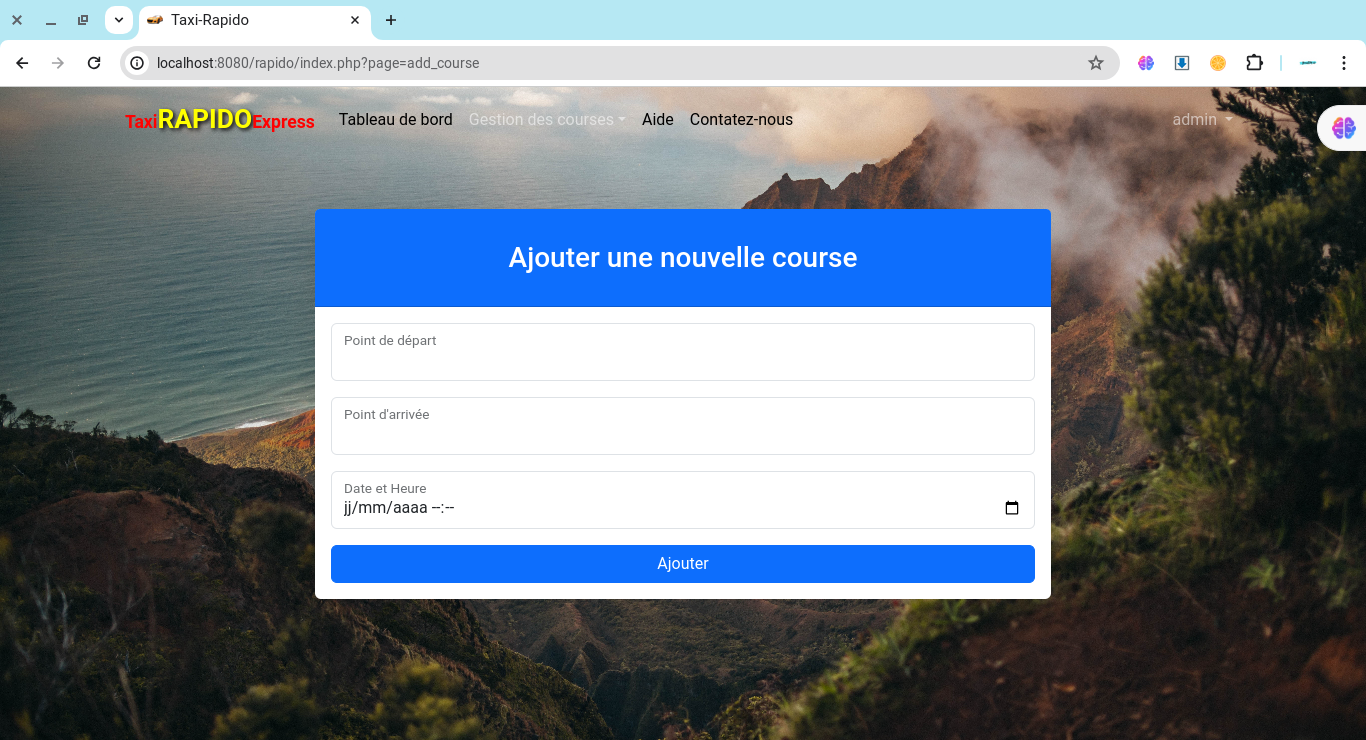 Taxi-Rapido
localhost:8080/rapido/index.php?page=add_course
TaxiRAPIDOExpress Tableau de bord Gestion des courses Aide Contatez-nous admin
Ajouter une nouvelle course
Point de départ
Point d'arrivée
Date et Heure
jj/mm/aaaa --:--
Ajouter